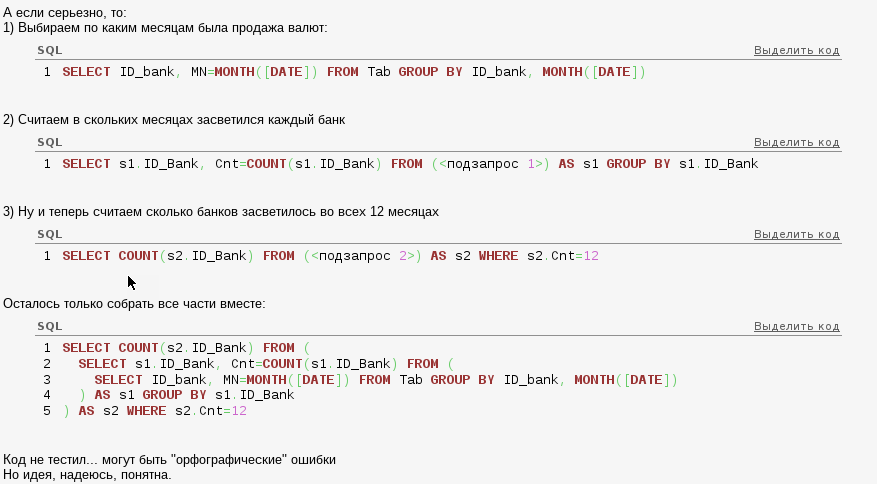 А если серьезно, то:
1) Выбираем по каким месяцам была продажа валют:
SQL Выделить код
1 SELECT ID_bank, MN=MONTH([DATE]) FROM Tab GROUP BY ID_bank, MONTH([DATE])
2) Считаем в скольких месяцах засветился каждый банк
SQL Выделить код
1 SELECT s1.ID_Bank, Cnt=COUNT(s1.ID_Bank) FROM (<подзапрос 1>) AS s1 GROUP BY s1.ID_Bank
3) Ну и теперь считаем сколько банков засветилось во всех 12 месяцах
SQL Выделить код
1 SELECT COUNT(s2.ID_Bank) FROM (<подзапрос 2>) AS s2 WHERE s2.Cnt=12
Осталось только собрать все части вместе:
SQL Выделить код
1 SELECT COUNT(s2.ID_Bank) FROM (
2 SELECT s1.ID_Bank, Cnt=COUNT(s1.ID_Bank) FROM (
3 SELECT ID_bank, MN=MONTH([DATE]) FROM Tab GROUP BY ID_bank, MONTH([DATE])
4 ) AS s1 GROUP BY s1.ID_Bank
5 ) AS s2 WHERE s2.Cnt=12
Код не тестил... могут быть "орфографические" ошибки
Но идея, надеюсь, понятна.